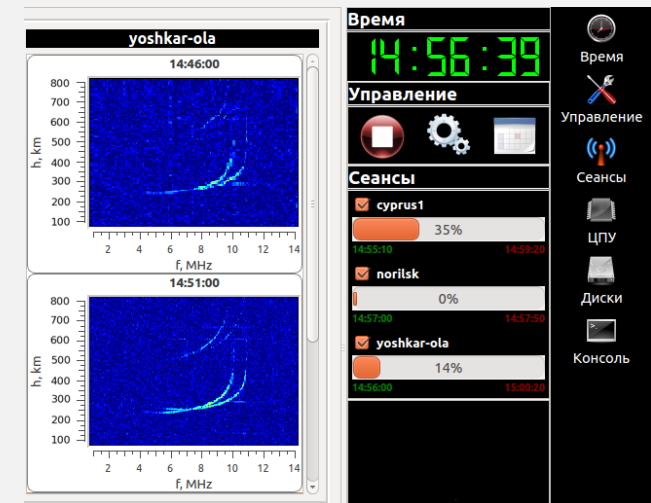 yoshkar-ola
14:46:00
800
700
600
500
400
300
200
100
h, km
2 4 6 8 10 12 14
f, MHz
14:51:00
800
700
600
500
400
300
200
100
h, km
2 4 6 8 10 12 14
f, MHz
Время
14:56:39
Управление
Сеансы
cyprus1
35%
14:55:10 14:59:20
norilsk
0%
14:57:00 14:57:50
yoshkar-ola
14%
14:56:00 15:00:20
Время
Управление
Сеансы
ЦПУ
Диски
Консоль